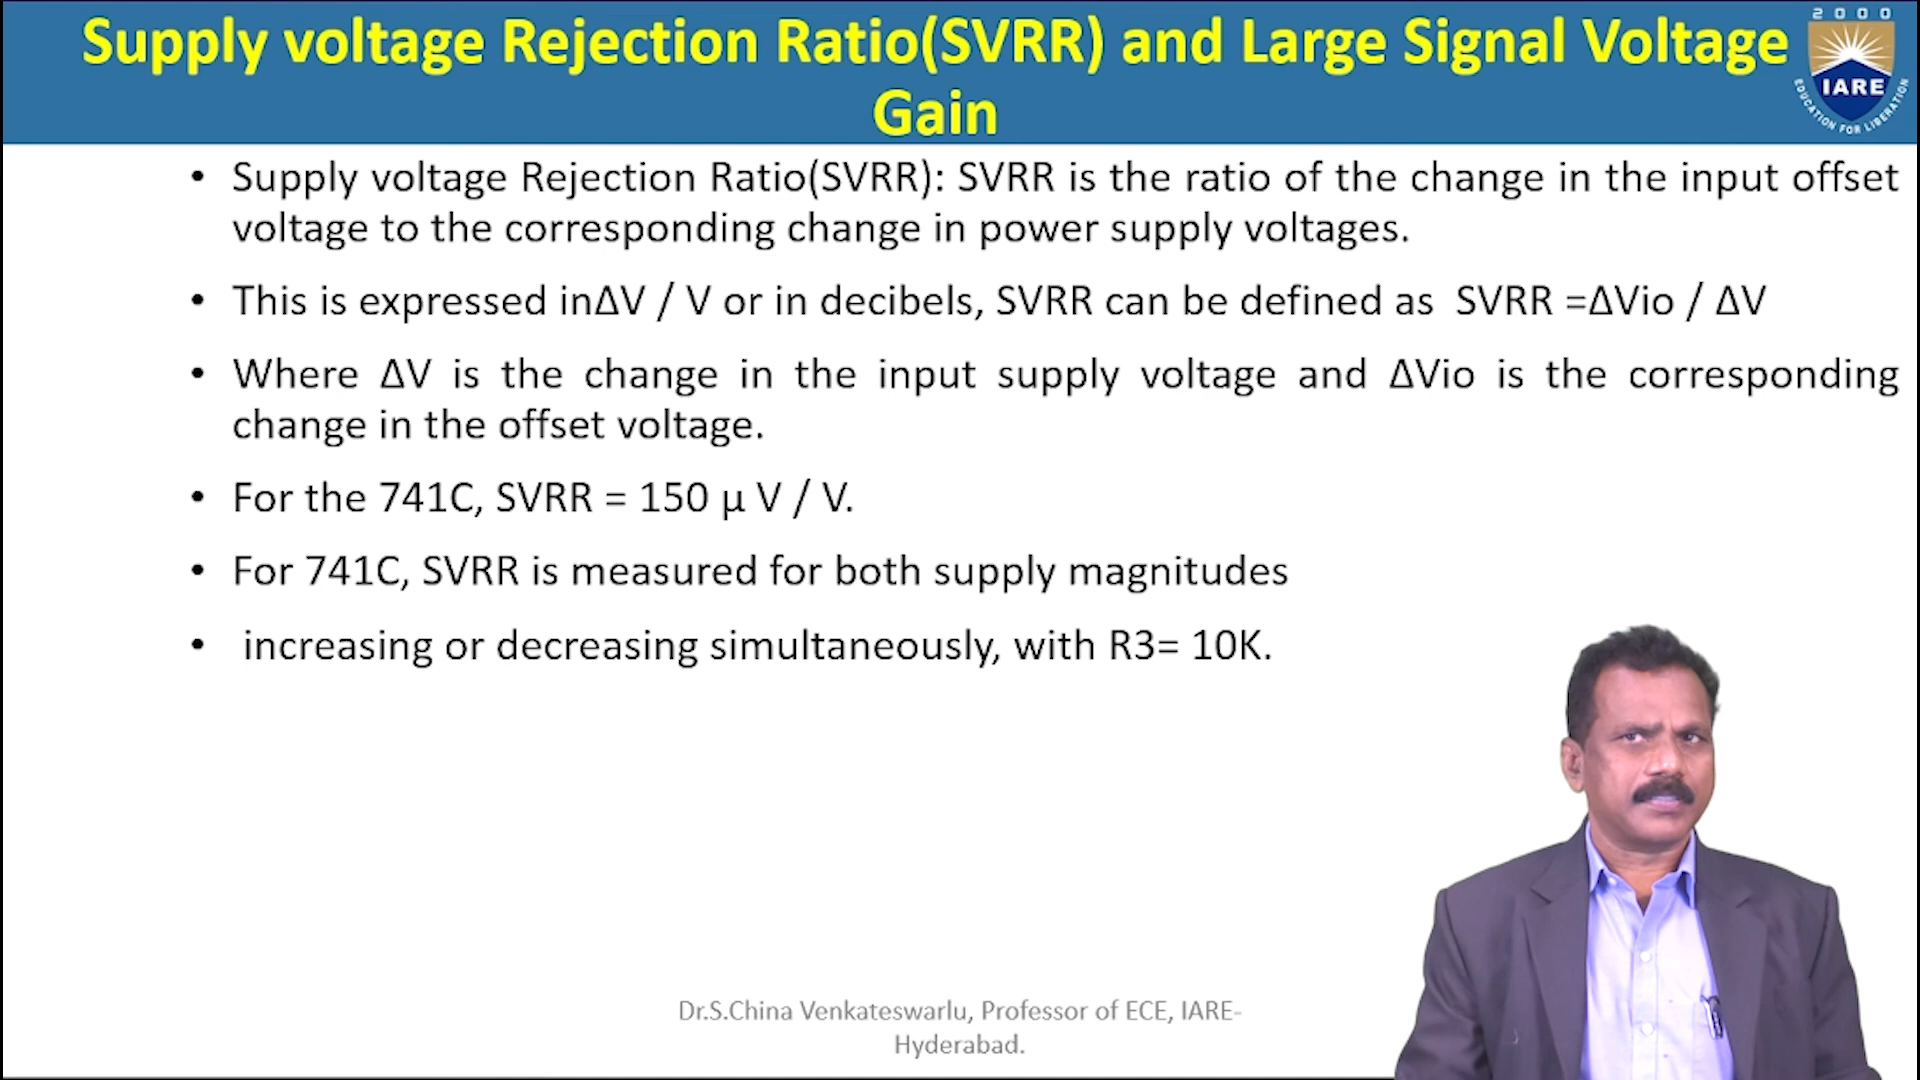 Supply voltage Rejection Ratio(SVRR) and Large Signal Voltage
Gain
2000
IARE
EDUCATION FOR LIBERATION
• Supply voltage Rejection Ratio(SVRR): SVRR is the ratio of the change in the input offset
voltage to the corresponding change in power supply voltages.
• This is expressed in∆V / V or in decibels, SVRR can be defined as SVRR =∆Vio / ∆V
• Where ∆V is the change in the input supply voltage and ∆Vio is the corresponding
change in the offset voltage.
• For the 741C, SVRR = 150 µ V / V.
• For 741C, SVRR is measured for both supply magnitudes
• increasing or decreasing simultaneously, with R3= 10K.
Dr.S.China Venkateswarlu, Professor of ECE, IARE-
Hyderabad.